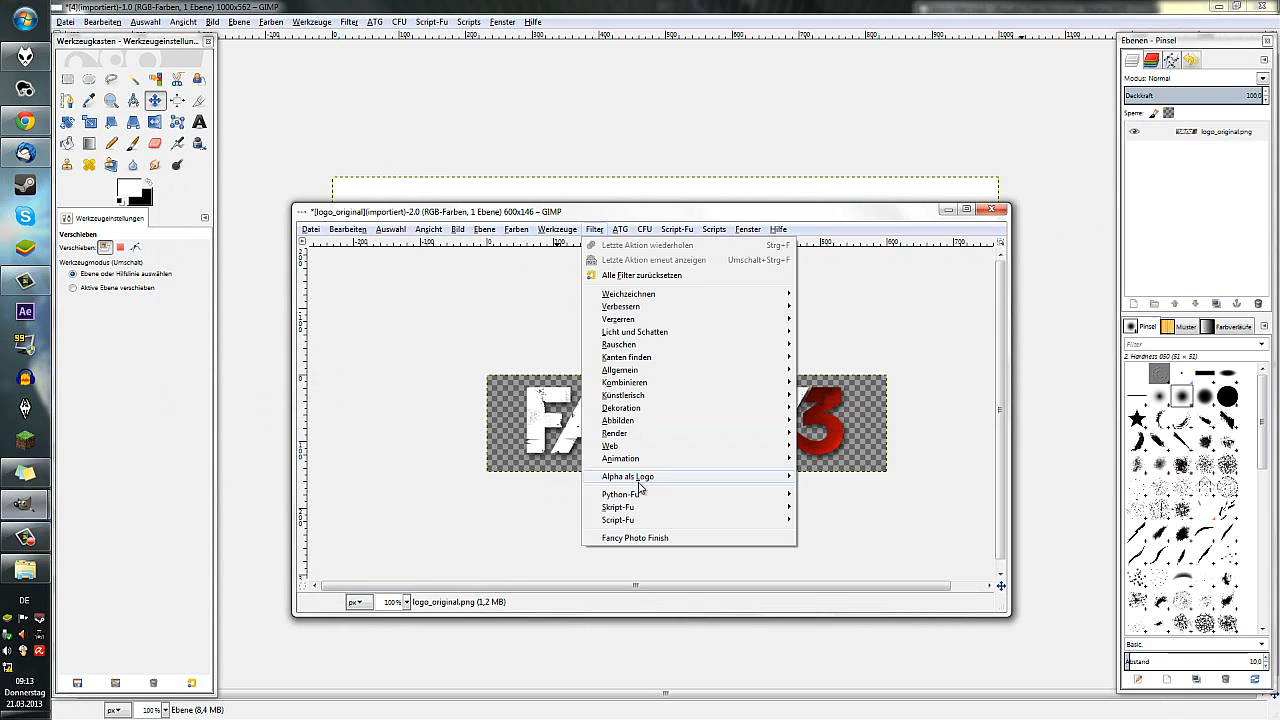 *[4](importiert)-1.0 (RGB-Farben, 1 Ebene) 1000x562 – GIMP
Datei Bearbeiten Auswahl Ansicht Bild Ebene Farben Werkzeuge Filter ATG CFU Script-Fu Scripts Fenster Hilfe
Werkzeugkasten - Werkzeugeinstellun...
Werkzeugeinstellungen
Verschieben
Verschieben:
Werkzeugmodus (Umschalt)
Ebene oder Hilfslinie auswählen
Aktive Ebene verschieben
*[logo_original](importiert)-2.0 (RGB-Farben, 1 Ebene) 600x146 – GIMP
Datei Bearbeiten Auswahl Ansicht Bild Ebene Farben Werkzeuge Filter ATG CFU Script-Fu Scripts Fenster Hilfe
Letzte Aktion wiederholen Strg+F
Letzte Aktion erneut anzeigen Umschalt+Strg+F
Alle Filter zurücksetzen
Weichzeichnen
Verbessern
Verzerren
Licht und Schatten
Rauschen
Kanten finden
Allgemein
Kombinieren
Künstlerisch
Dekoration
Abbilden
Render
Web
Animation
Alpha als Logo
Python-Fu
Skript-Fu
Script-Fu
Fancy Photo Finish
FA
3
px 100% logo_original.png (1,2 MB)
px 100% Ebene (8,4 MB)
Ebenen - Pinsel
Modus: Normal
Deckkraft 100,0
Sperre:
logo_original.png
Pinsel Muster Farbverläufe
Filter
2. Hardness 050 (51 × 51)
Basic,
Abstand 10,0
Ae
99
DE
09:13
Donnerstag
21.03.2013